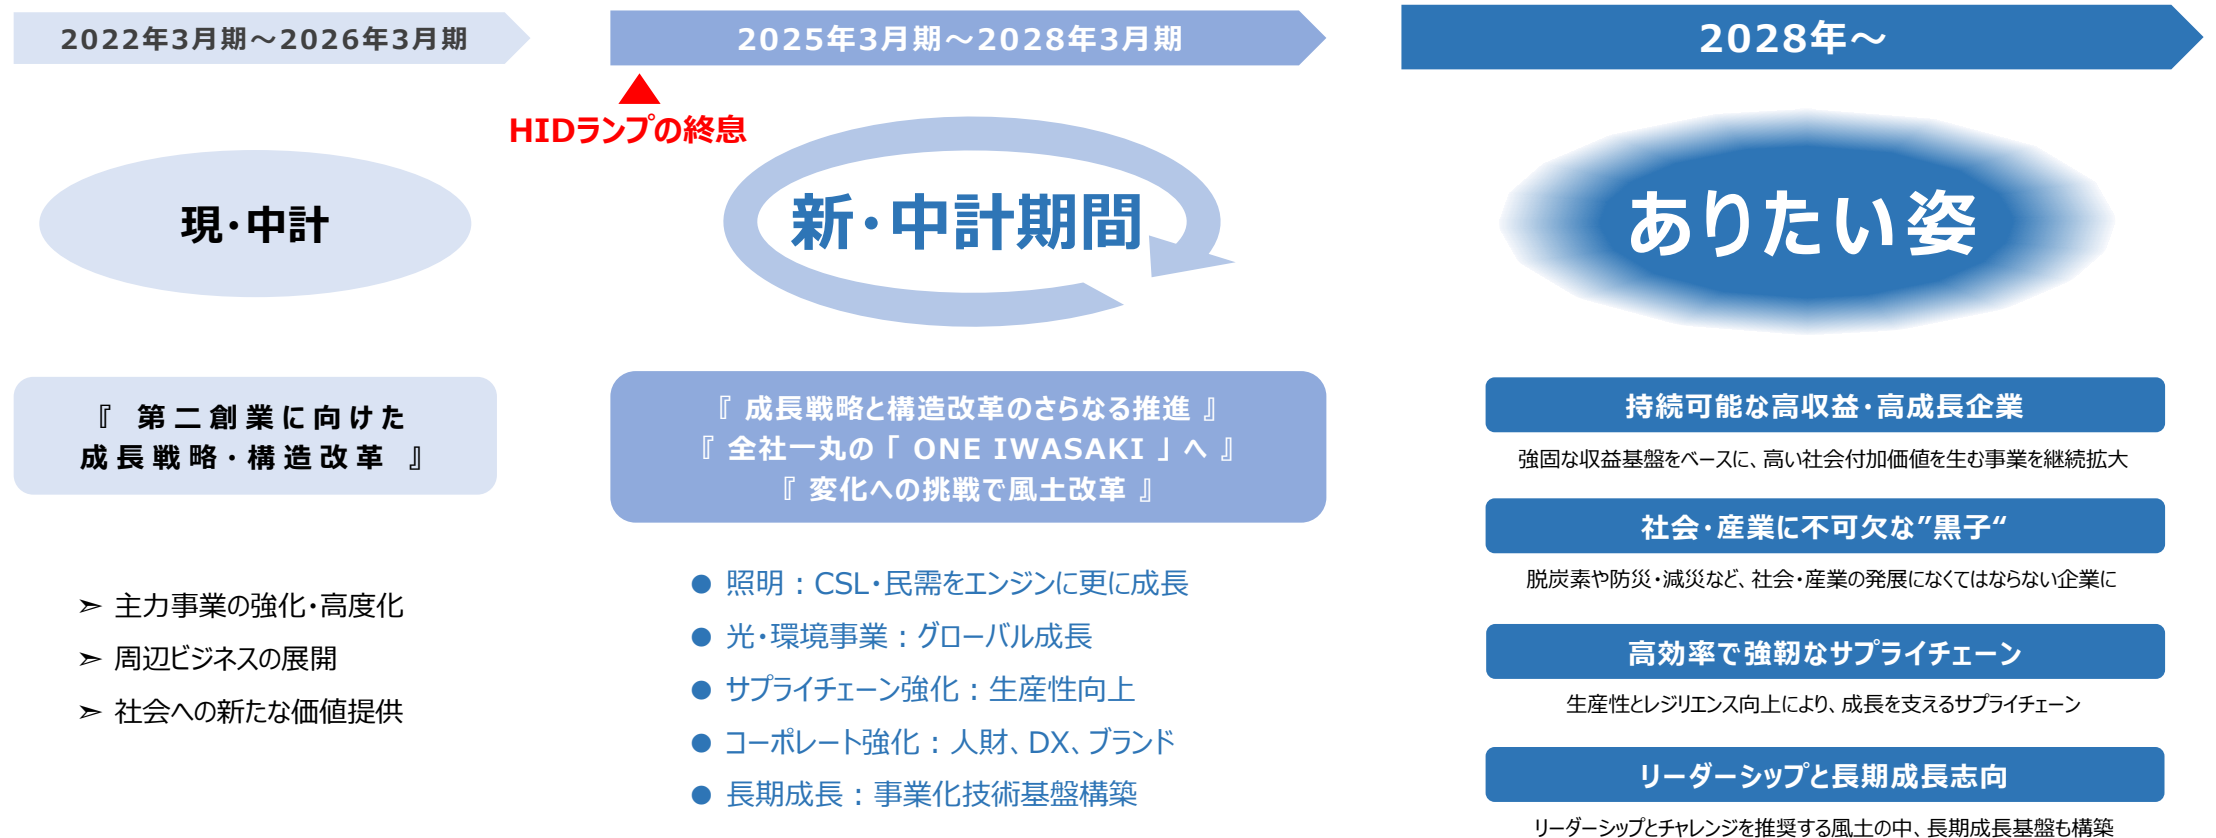 2022年3月期～2026年3月期
現・中計
『 第二創業に向けた
成長戦略・構造改革 』
➣ 主力事業の強化・高度化
➣ 周辺ビジネスの展開
➣ 社会への新たな価値提供
2025年3月期～2028年3月期
HIDランプの終息
新・中計期間
『 成長戦略と構造改革のさらなる推進 』
『 全社一丸の「 ONE IWASAKI 」へ 』
『 変化への挑戦で風土改革 』
● 照明：CSL・民需をエンジンに更に成長
● 光・環境事業：グローバル成長
● サプライチェーン強化：生産性向上
● コーポレート強化：人財、DX、ブランド
● 長期成長：事業化技術基盤構築
2028年～
ありたい姿
持続可能な高収益・高成長企業
強固な収益基盤をベースに、高い社会付加価値を生む事業を継続拡大
社会・産業に不可欠な”黒子“
脱炭素や防災・減災など、社会・産業の発展になくてはならない企業に
高効率で強靭なサプライチェーン
生産性とレジリエンス向上により、成長を支えるサプライチェーン
リーダーシップと長期成長志向
リーダーシップとチャレンジを推奨する風土の中、長期成長基盤も構築